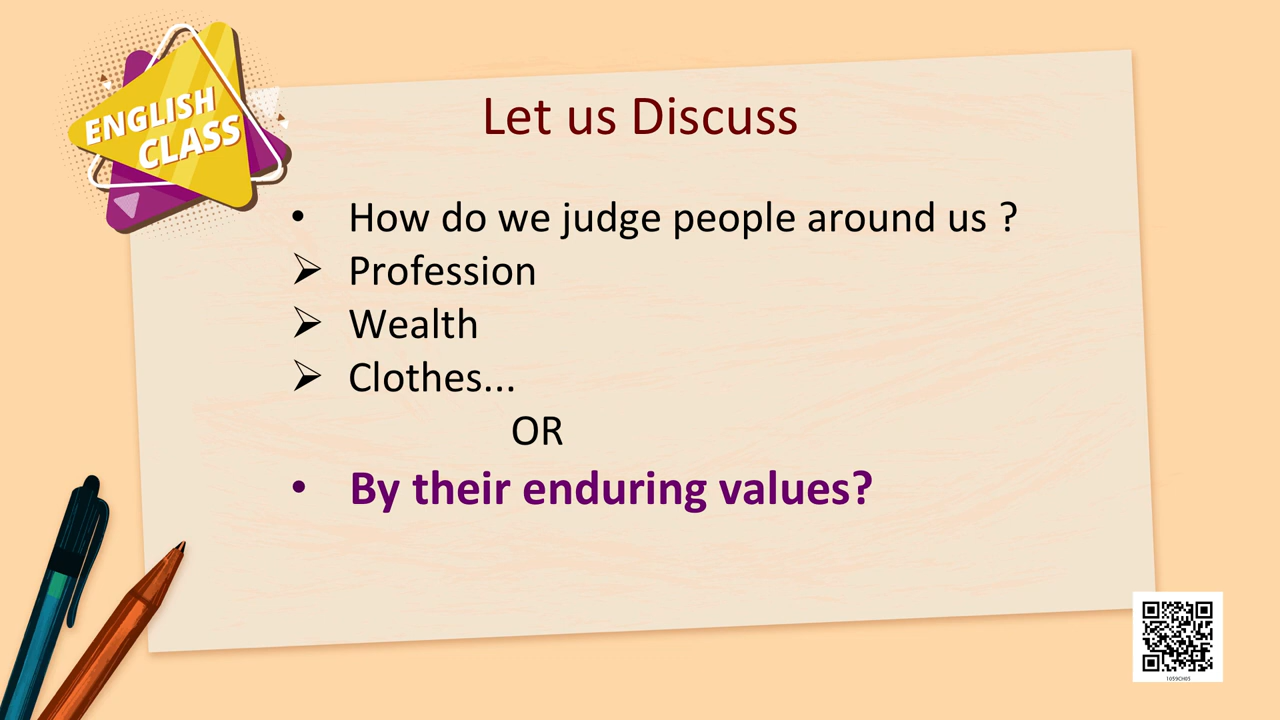 ENGLISH
CLASS
Let us Discuss
• How do we judge people around us ?
➢ Profession
➢ Wealth
➢ Clothes...
OR
• By their enduring values?
1059CH05